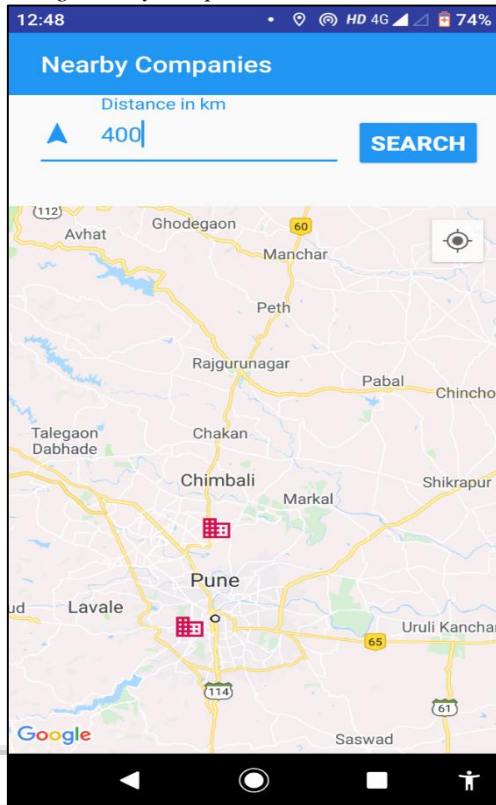 12:48
HD 4G 74%
Nearby Companies
Distance in km
400
SEARCH
112
Avhat
Ghodegaon
60
Manchar
Peth
Rajgurunagar
Pabal
Chincho
Talegaon
Dabhade
Chakan
Chimbali
Markal
Shikrapur
Pune
ud
Lavale
Uruli Kanchan
65
114
61
Google
Saswad